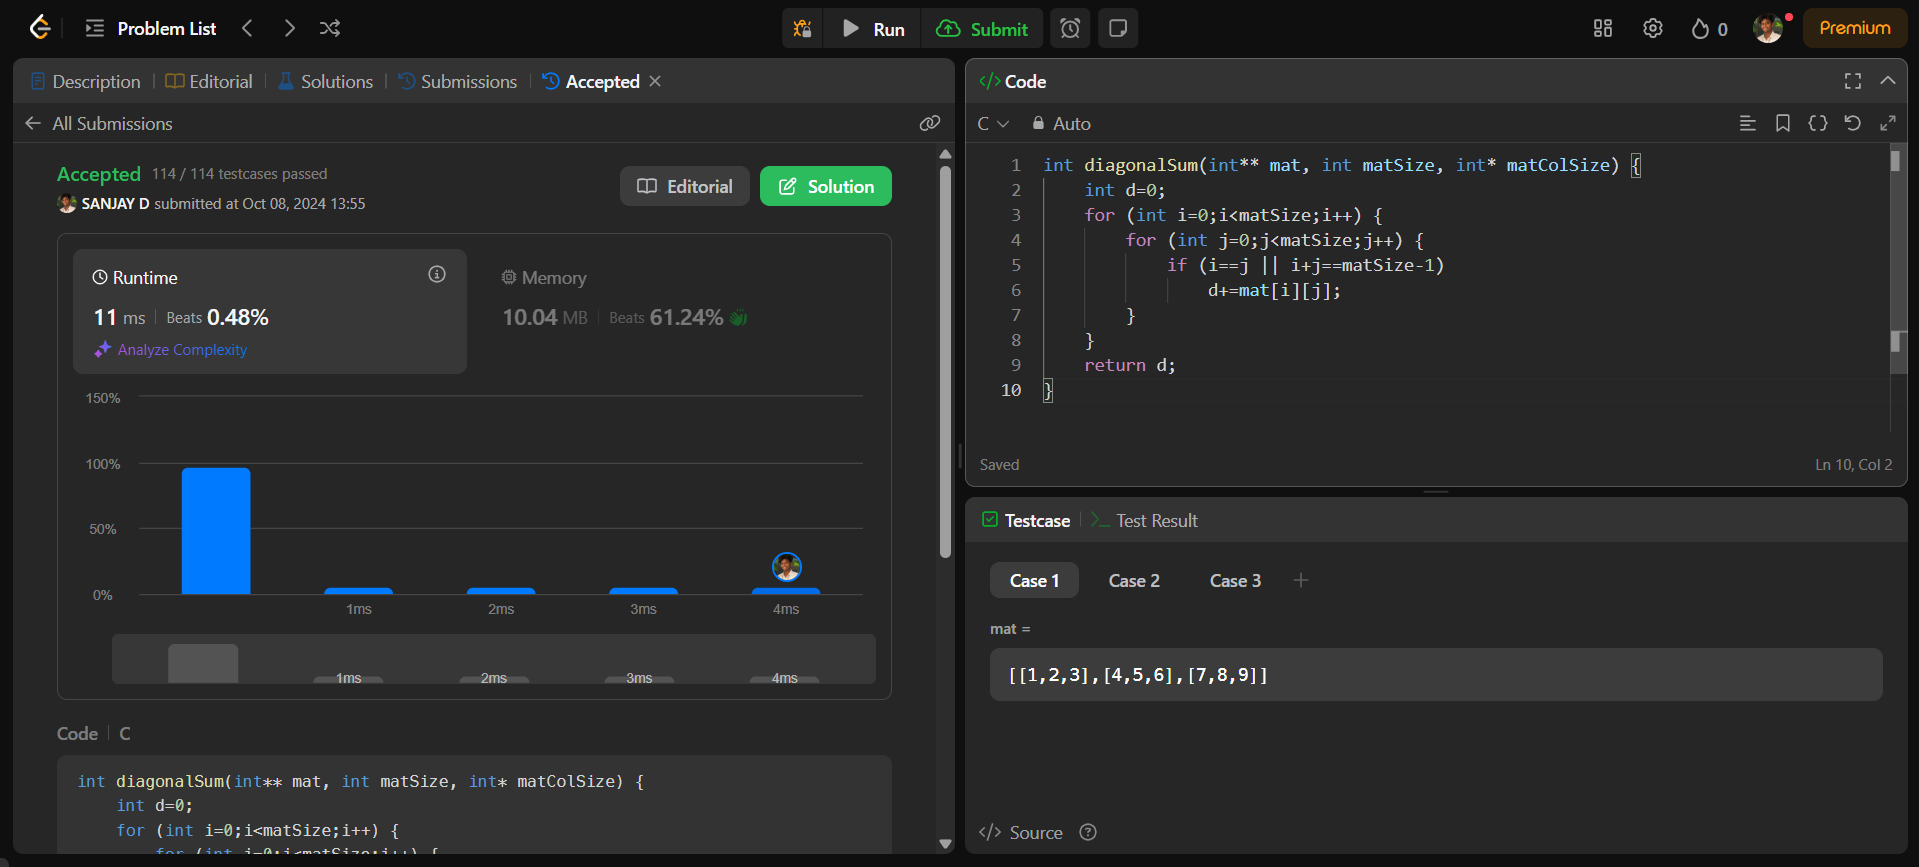 Problem List
Run
Submit
0
Premium
Description
Editorial
Solutions
Submissions
Accepted
All Submissions
Accepted 114 / 114 testcases passed
SANJAY D submitted at Oct 08, 2024 13:55
Editorial
Solution
Runtime
11 ms Beats 0.48%
Analyze Complexity
Memory
10.04 MB Beats 61.24%
150%
100%
50%
0%
1ms 2ms 3ms 4ms
1ms 2ms 3ms 4ms
Code C
int diagonalSum(int** mat, int matSize, int* matColSize) {
int d=0;
for (int i=0;i<matSize;i++) {
for (int j=0;j<matSize;j++) {
</> Code
C Auto
1 int diagonalSum(int** mat, int matSize, int* matColSize) {
2 int d=0;
3 for (int i=0;i<matSize;i++) {
4 for (int j=0;j<matSize;j++) {
5 if (i==j || i+j==matSize-1)
6 d+=mat[i][j];
7 }
8 }
9 return d;
10 }
Saved
Ln 10, Col 2
Testcase
Test Result
Case 1 Case 2 Case 3 +
mat =
[[1,2,3],[4,5,6],[7,8,9]]
</> Source ?